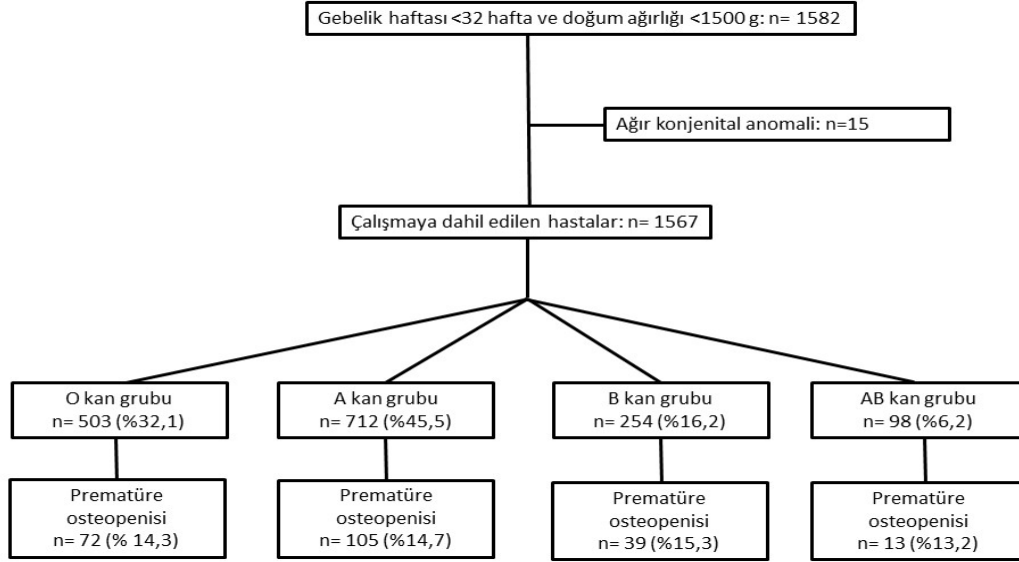 Gebelik haftası <32 hafta ve doğum ağırlığı <1500 g: n= 1582
Ağır konjenital anomali: n=15
Çalışmaya dahil edilen hastalar: n= 1567
O kan grubu
n= 503 (%32,1)
A kan grubu
n= 712 (%45,5)
B kan grubu
n= 254 (%16,2)
AB kan grubu
n= 98 (%6,2)
Prematüre
osteopenisi
n= 72 (% 14,3)
Prematüre
osteopenisi
n= 105 (%14,7)
Prematüre
osteopenisi
n= 39 (%15,3)
Prematüre
osteopenisi
n= 13 (%13,2)